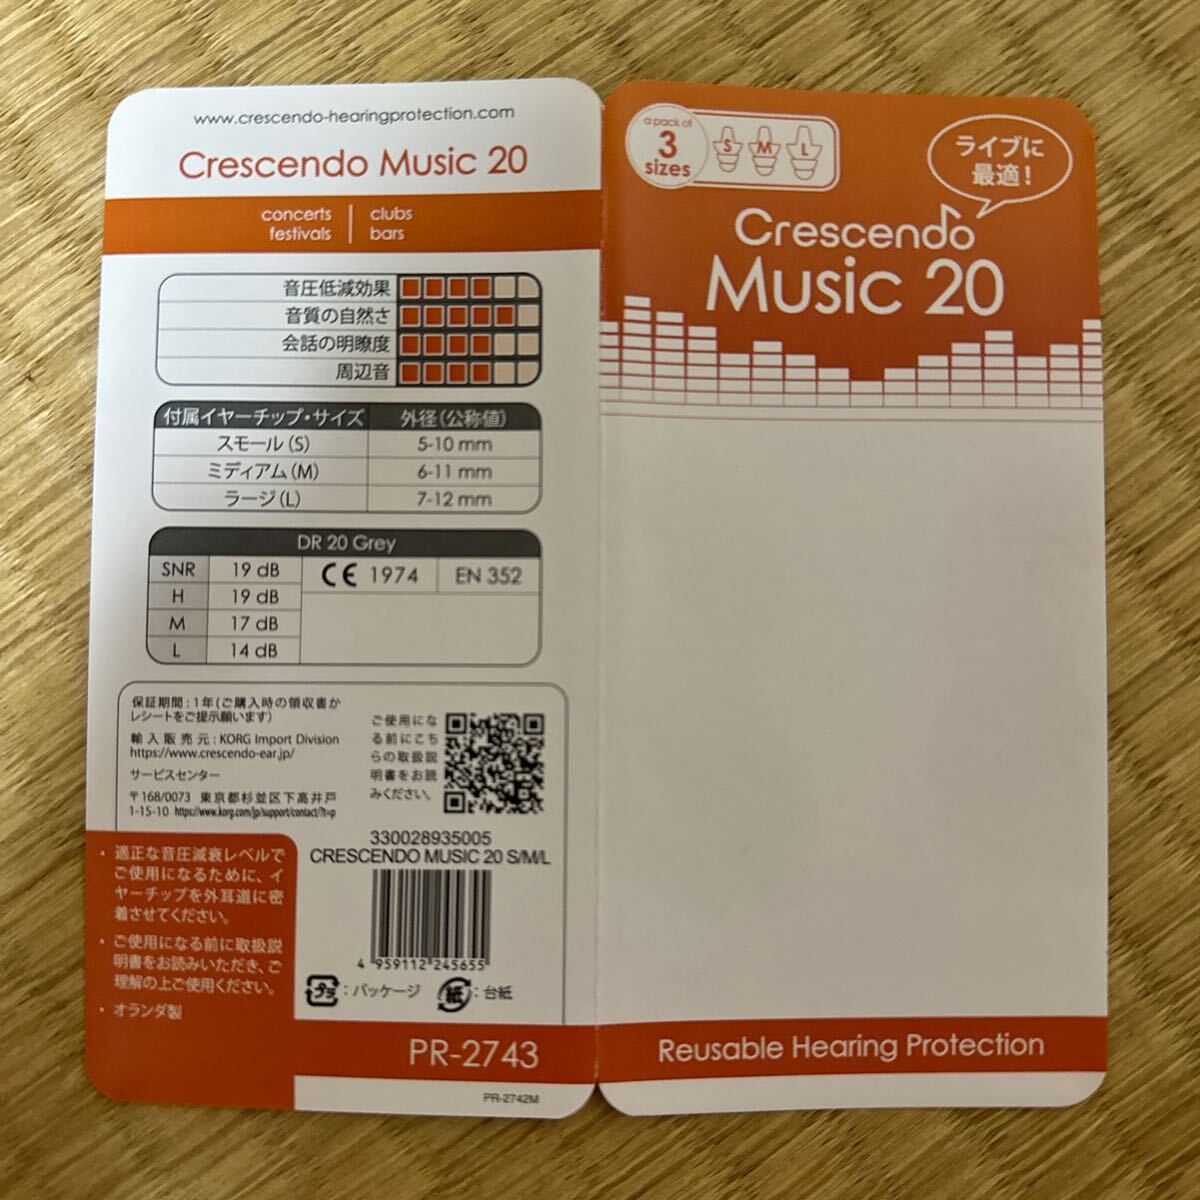 www.crescendo-hearingprotection.com
Crescendo Music 20
concerts | clubs
festivals | bars
音圧低減効果
音質の自然さ
会話の明瞭度
周辺音
付属イヤーチップ・サイズ 外径(公称値)
スモール(S) 5-10 mm
ミディアム(M) 6-11 mm
ラージ(L) 7-12 mm
DR 20 Grey
SNR 19 dB CE 1974 EN 352
H 19 dB
M 17 dB
L 14 dB
保証期間:1年(ご購入時の領収書か
レシートをご提示願います)
輸入販売元:KORG Import Division
https://www.crescendo-ear.jp/
サービスセンター
〒168/0073 東京都杉並区下高井戸
1-15-10 https://www.korg.com/jp/support/contact/?t=p
ご使用にな
る前にこち
らの取扱説
明書をお読
みください。
330028935005
CRESCENDO MUSIC 20 S/M/L
4 959112 245655
プラ:パッケージ 紙:台紙
・適正な音圧減衰レベルで
ご使用になるために、イ
ヤーチップを外耳道に密
着させてください。
・ご使用になる前に取扱説
明書をお読みいただき、ご
理解の上ご使用ください。
・オランダ製
PR-2743
PR-2742M
a pack of
3
sizes
S M L
ライブに
最適!
Crescendo
Music 20
Reusable Hearing Protection